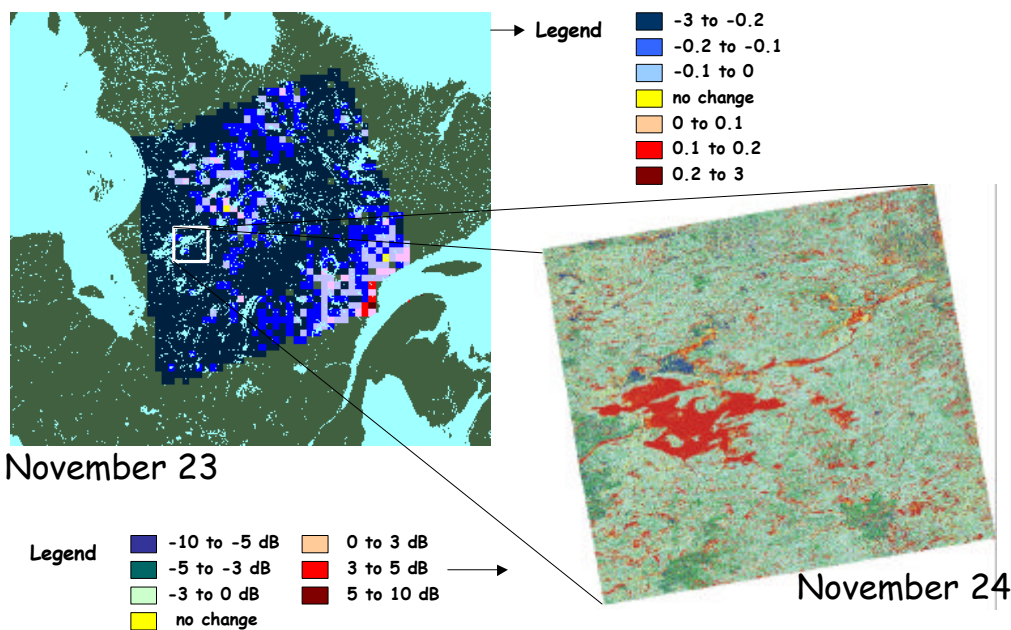 Legend
-3 to -0.2
-0.2 to -0.1
-0.1 to 0
no change
0 to 0.1
0.1 to 0.2
0.2 to 3
November 23
Legend
-10 to -5 dB
-5 to -3 dB
-3 to 0 dB
no change
0 to 3 dB
3 to 5 dB
5 to 10 dB
November 24